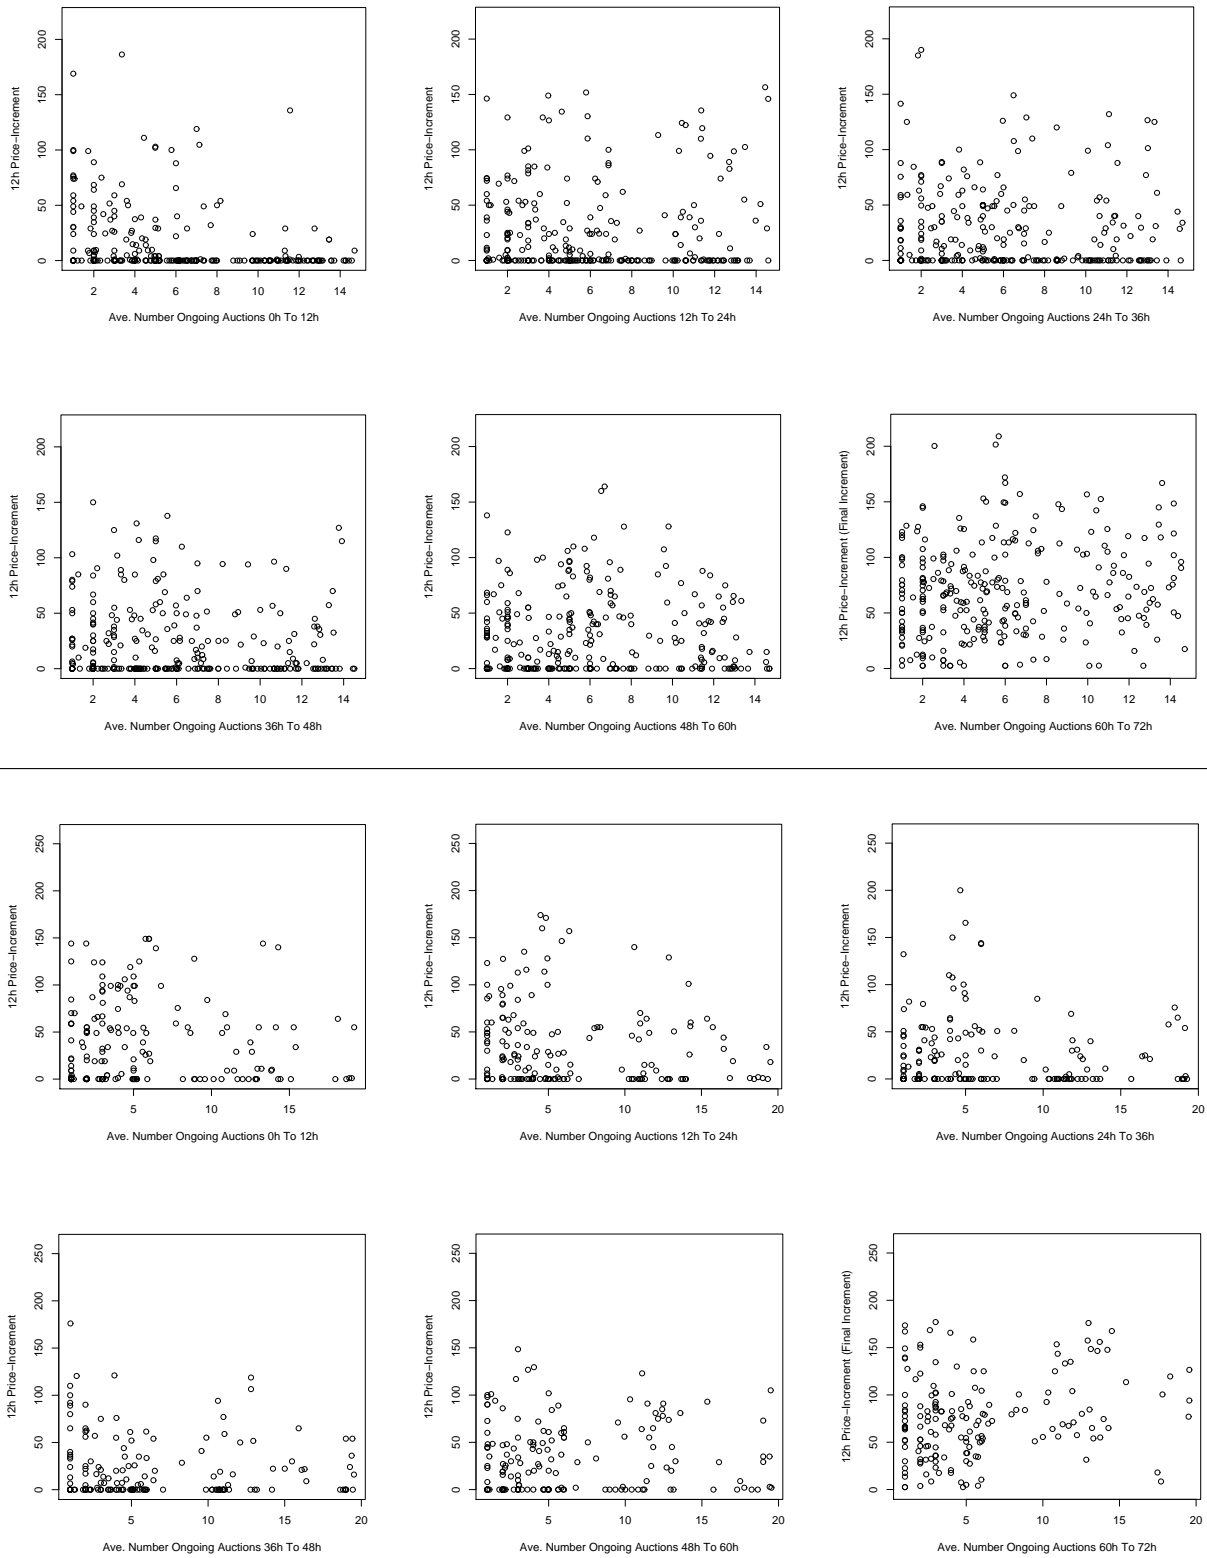 200
150
100
50
0
12h Price−Increment
2 4 6 8 10 12 14
Ave. Number Ongoing Auctions 0h To 12h
200
150
100
50
0
12h Price−Increment
2 4 6 8 10 12 14
Ave. Number Ongoing Auctions 12h To 24h
200
150
100
50
0
12h Price−Increment
2 4 6 8 10 12 14
Ave. Number Ongoing Auctions 24h To 36h
200
150
100
50
0
12h Price−Increment
2 4 6 8 10 12 14
Ave. Number Ongoing Auctions 36h To 48h
200
150
100
50
0
12h Price−Increment
2 4 6 8 10 12 14
Ave. Number Ongoing Auctions 48h To 60h
200
150
100
50
0
12h Price−Increment (Final Increment)
2 4 6 8 10 12 14
Ave. Number Ongoing Auctions 60h To 72h
250
200
150
100
50
0
12h Price−Increment
5 10 15
Ave. Number Ongoing Auctions 0h To 12h
250
200
150
100
50
0
12h Price−Increment
5 10 15 20
Ave. Number Ongoing Auctions 12h To 24h
250
200
150
100
50
0
12h Price−Increment
5 10 15 20
Ave. Number Ongoing Auctions 24h To 36h
250
200
150
100
50
0
12h Price−Increment
5 10 15 20
Ave. Number Ongoing Auctions 36h To 48h
250
200
150
100
50
0
12h Price−Increment
5 10 15 20
Ave. Number Ongoing Auctions 48h To 60h
250
200
150
100
50
0
12h Price−Increment (Final Increment)
5 10 15 20
Ave. Number Ongoing Auctions 60h To 72h